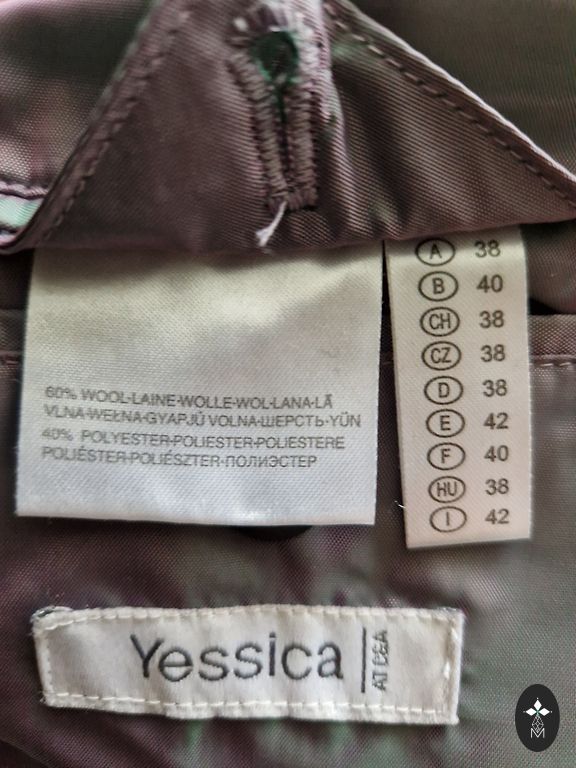 60% WOOL·LAINE·WOLLE·WOL·LANA·LÃ
VLNA·WEŁNA·GYAPJÚ VOLNA·ШЕРСТЬ·YÜN
40% POLYESTER·POLIESTER·POLIESTERE
POLIÉSTER·POLIÉSZTER·ПОЛИЭСТЕР
A 38
B 40
CH 38
CZ 38
D 38
E 42
F 40
HU 38
I 42
Yessica
AT C&A
M